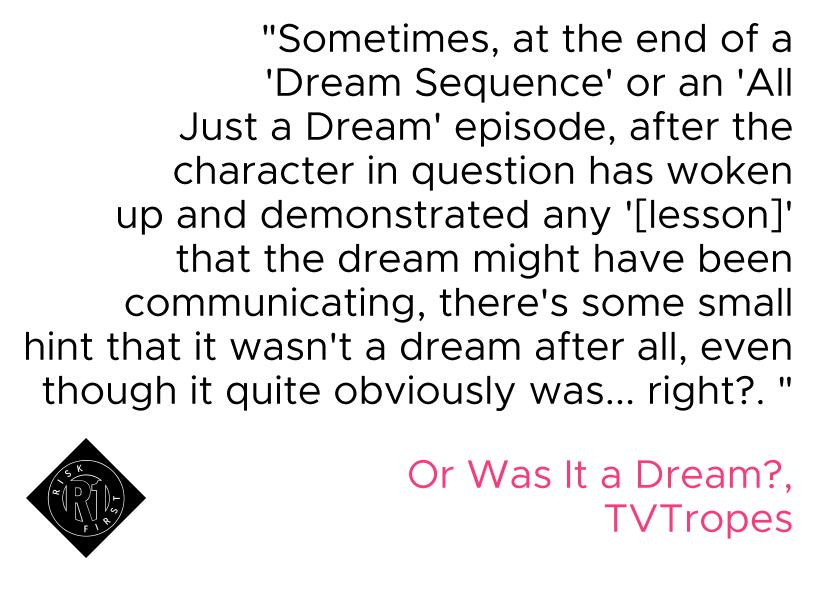 "Sometimes, at the end of a
'Dream Sequence' or an 'All
Just a Dream' episode, after the
character in question has woken
up and demonstrated any '[lesson]'
that the dream might have been
communicating, there's some small
hint that it wasn't a dream after all, even
though it quite obviously was... right?. "
Or Was It a Dream?,
TVTropes
RISK
R1
FIRST